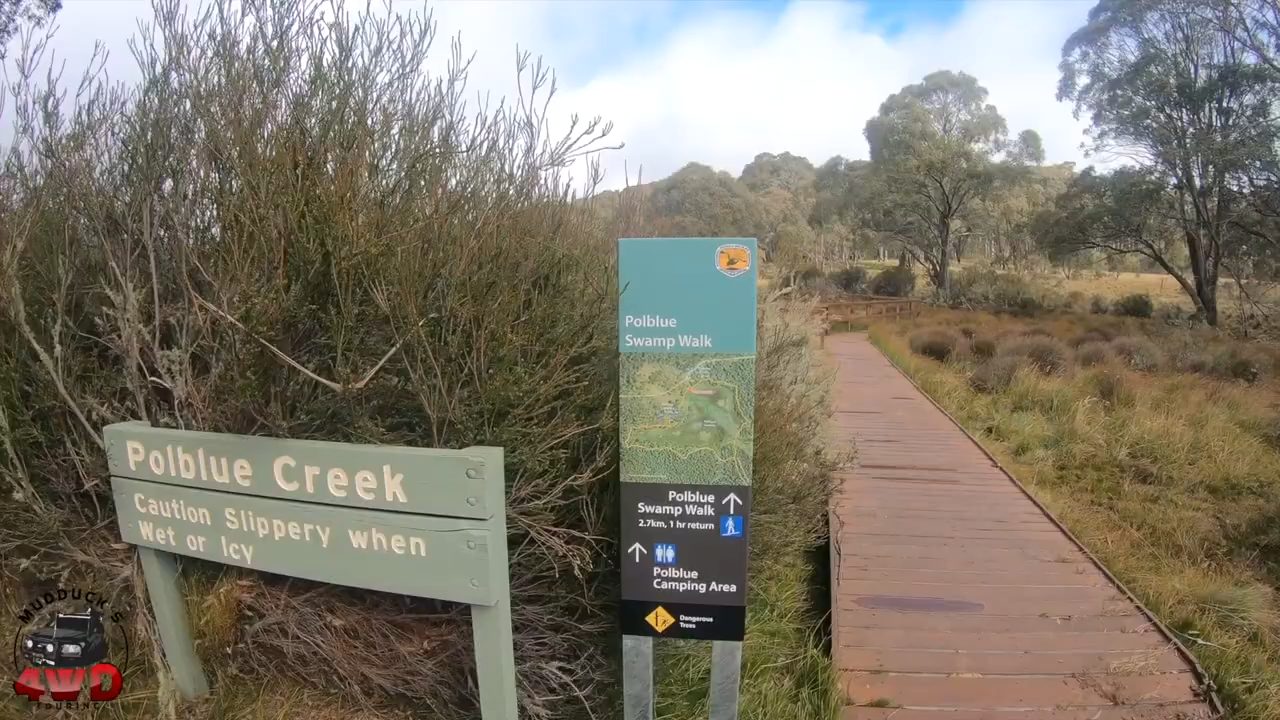 Polblue Creek
Caution Slippery when
Wet or Icy
Polblue
Swamp Walk
Polblue
Swamp Walk
2.7km, 1 hr return
Polblue
Camping Area
Dangerous
Trees
MUDDUCK'S
4WD
TOURING